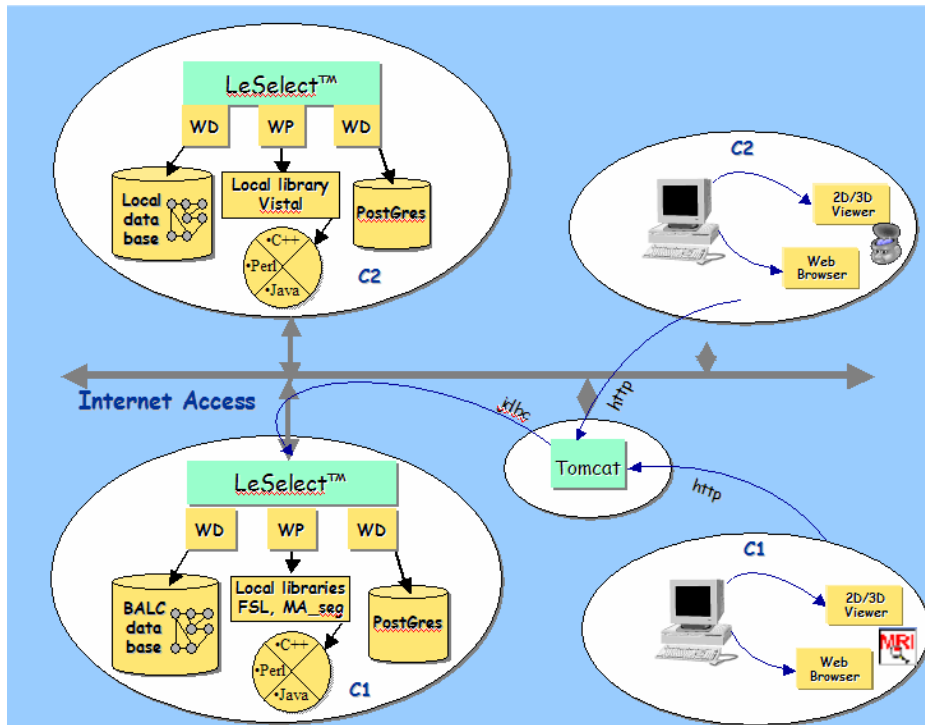 LeSelect™
WD
WP
WD
Local
data
base
Local library
Vistal
PostGres
•C++
•Perl
•Java
C2
C2
2D/3D
Viewer
Web
Browser
Internet Access
jdbc
http
Tomcat
http
LeSelect™
WD
WP
WD
BALC
data
base
Local libraries
FSL, MA_seg
PostGres
•C++
•Perl
•Java
C1
C1
2D/3D
Viewer
Web
Browser
MRI